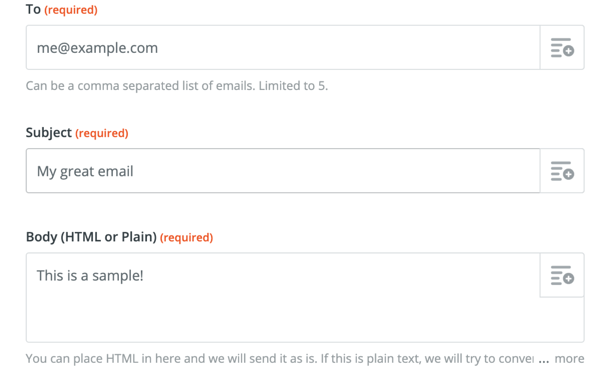 To (required)
me@example.com
Can be a comma separated list of emails. Limited to 5.
Subject (required)
My great email
Body (HTML or Plain) (required)
This is a sample!
You can place HTML in here and we will send it as is. If this is plain text, we will try to ... more